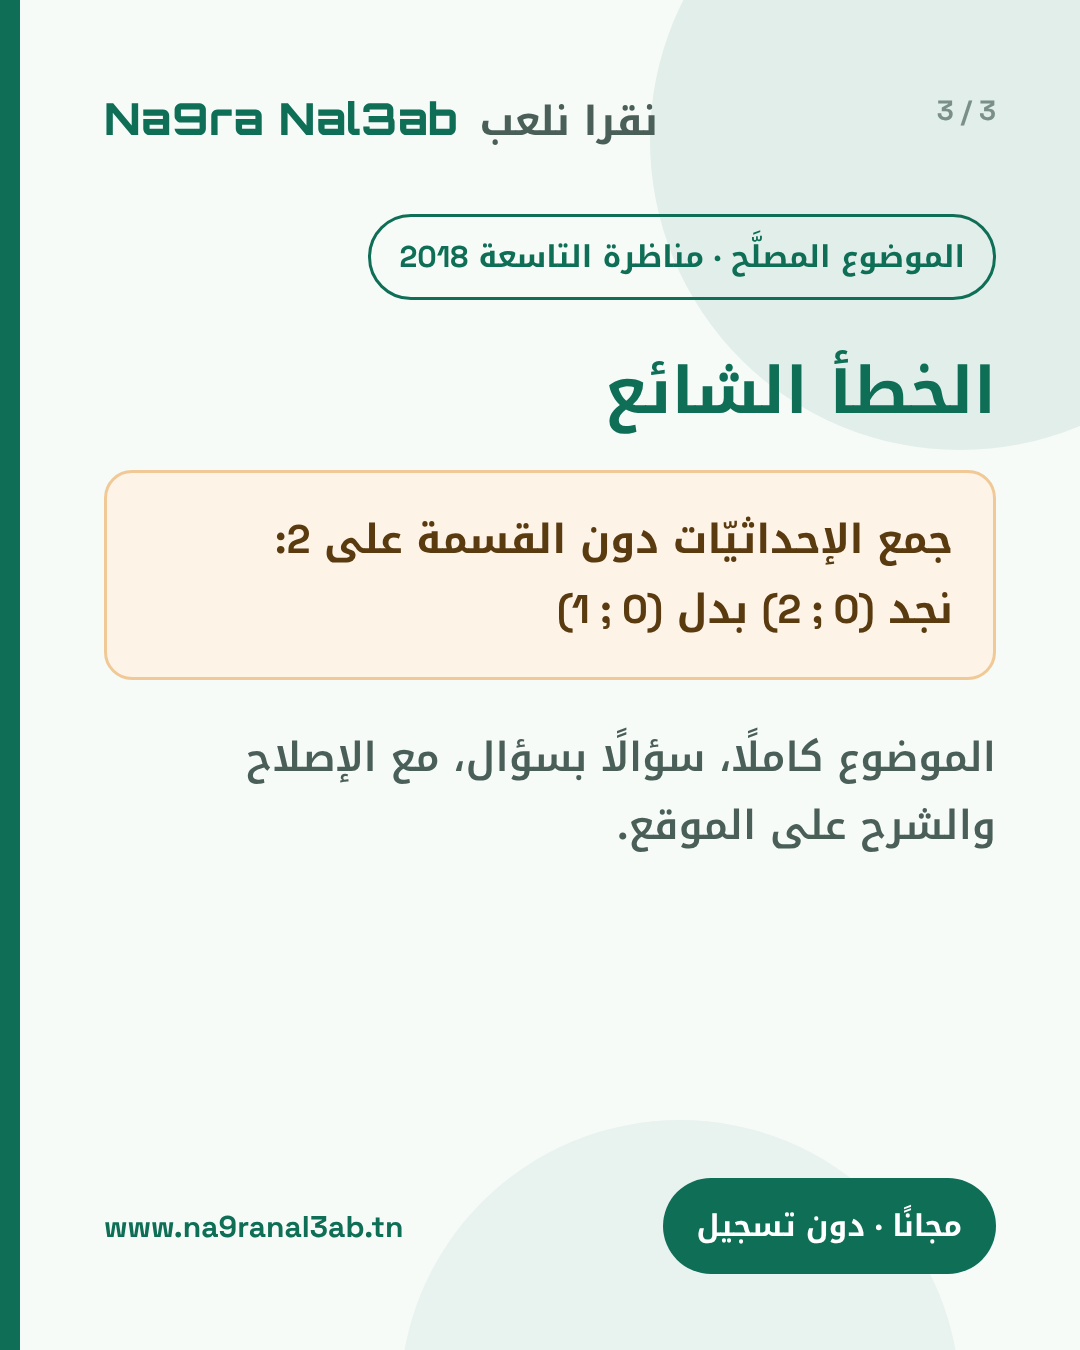 Na9ra Nal3ab نقرا نلعب
3 / 3
الموضوع المصلَّح · مناظرة التاسعة 2018
الخطأ الشائع
جمع الإحداثيّات دون القسمة على 2:
نجد (0 ; 2) بدل (0 ; 1)
الموضوع كاملًا، سؤالًا بسؤال، مع الإصلاح
والشرح على الموقع.
www.na9ranal3ab.tn
مجانًا · دون تسجيل